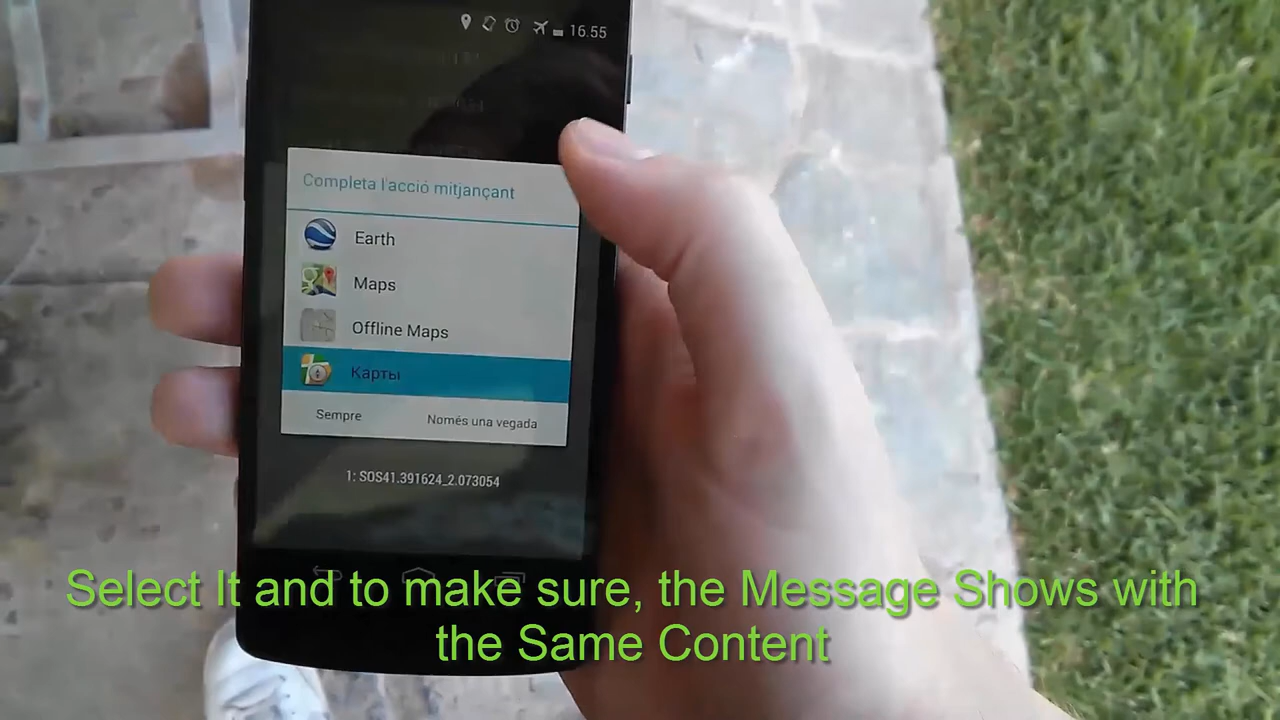 16.55
Completa l'acció mitjançant
Earth
Maps
Offline Maps
Карты
Sempre
Només una vegada
1: SOS41.391624_2.073054
Select It and to make sure, the Message Shows with
the Same Content